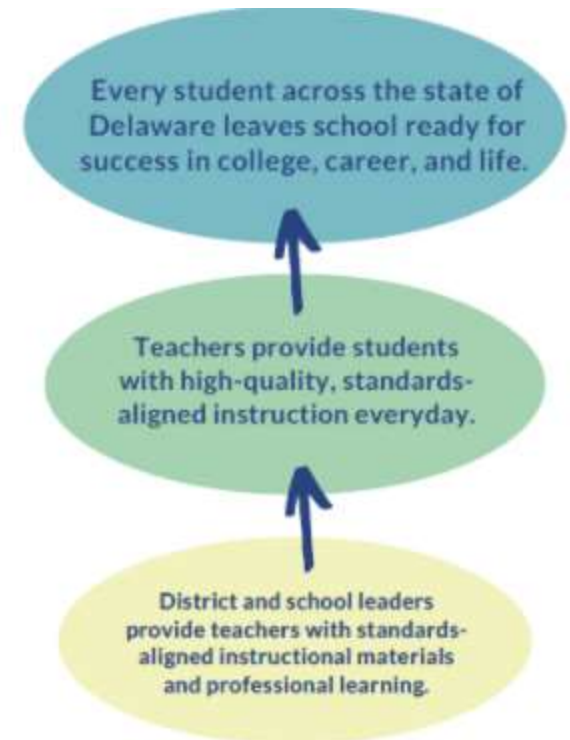 Every student across the state of
Delaware leaves school ready for
success in college, career, and life.
Teachers provide students
with high-quality, standards-
aligned instruction everyday.
District and school leaders
provide teachers with standards-
aligned instructional materials
and professional learning.